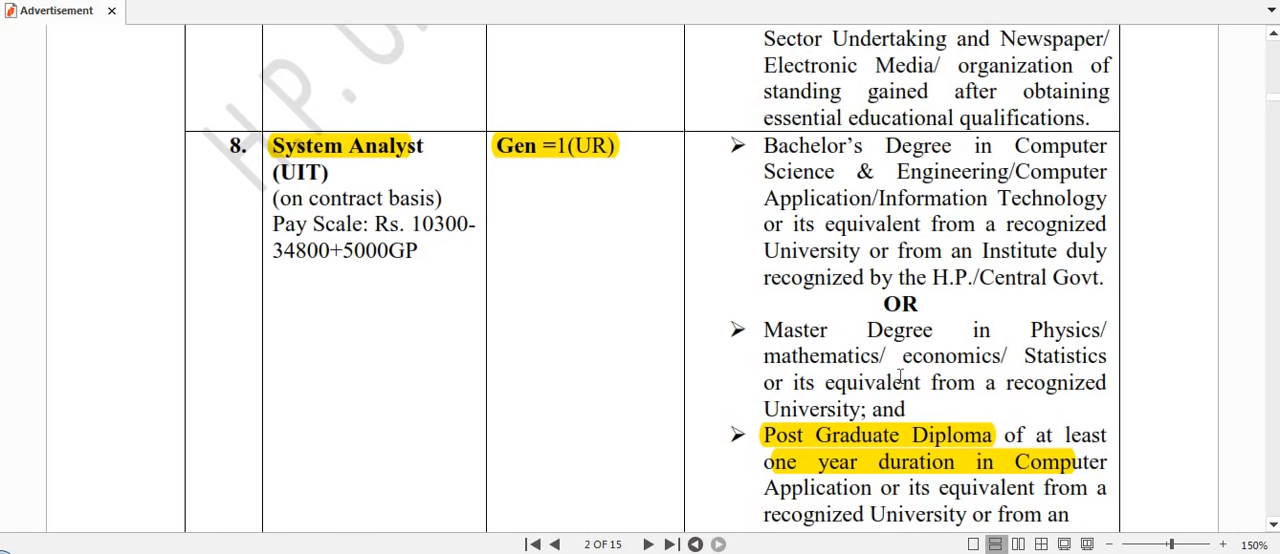 Advertisement
Sector Undertaking and Newspaper/
Electronic Media/ organization of
standing gained after obtaining
essential educational qualifications.
H.P. U
8. System Analyst Gen =1(UR)
(UIT)
(on contract basis)
Pay Scale: Rs. 10300-
34800+5000GP
➢ Bachelor's Degree in Computer
Science & Engineering/Computer
Application/Information Technology
or its equivalent from a recognized
University or from an Institute duly
recognized by the H.P./Central Govt.
OR
➢ Master Degree in Physics/
mathematics/ economics/ Statistics
or its equivalent from a recognized
University; and
➢ Post Graduate Diploma of at least
one year duration in Computer
Application or its equivalent from a
recognized University or from an
2 OF 15
150%